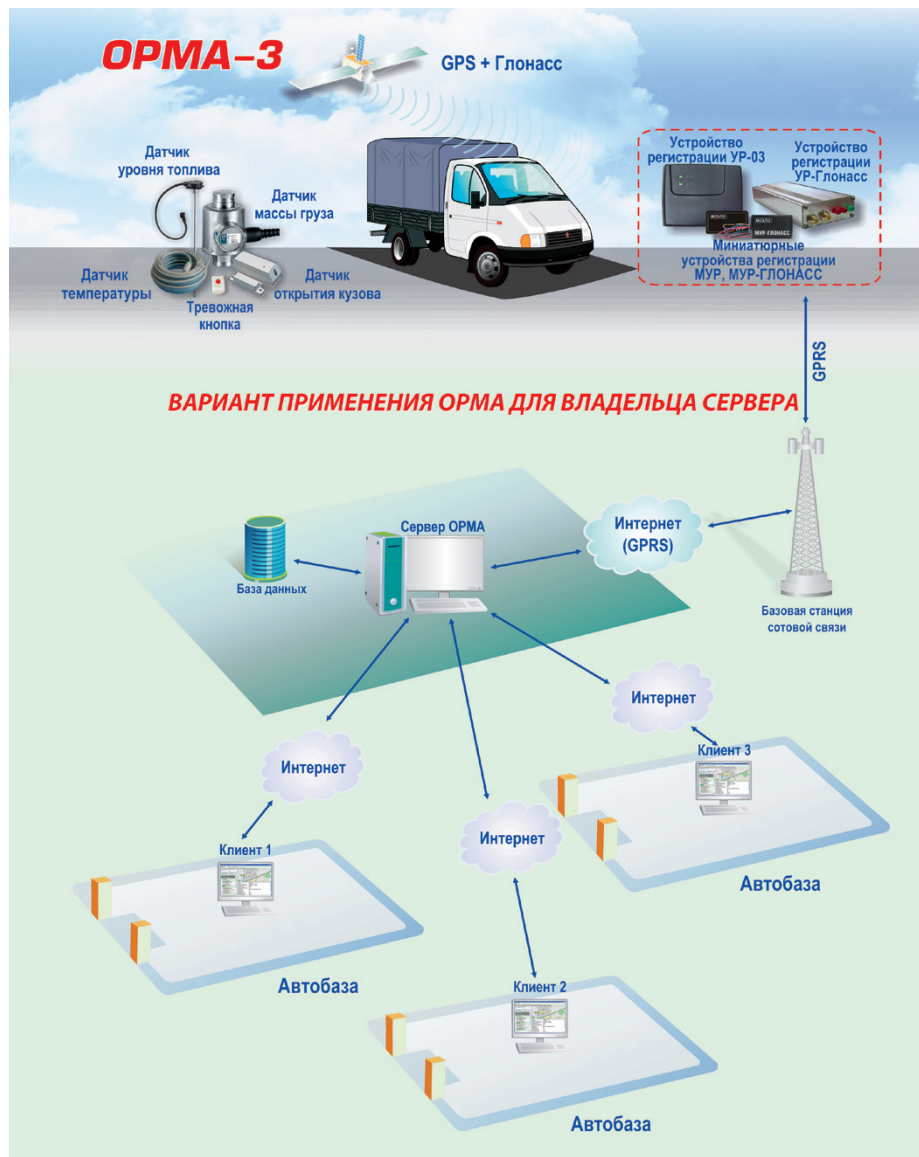 ОРМА–3
GPS + Глонасс
Датчик
уровня топлива
Датчик
массы груза
Датчик
температуры
Тревожная
кнопка
Датчик
открытия кузова
Устройство
регистрации УР-03
Устройство
регистрации
УР-Глонасс
МУР-ГЛОНАСС
Миниатюрные
устройства регистрации
МУР, МУР-ГЛОНАСС
GPRS
ВАРИАНТ ПРИМЕНЕНИЯ ОРМА ДЛЯ ВЛАДЕЛЬЦА СЕРВЕРА
Сервер ОРМА
База данных
Интернет
(GPRS)
Базовая станция
сотовой связи
Интернет
Интернет
Интернет
Клиент 3
Автобаза
Клиент 1
Автобаза
Клиент 2
Автобаза